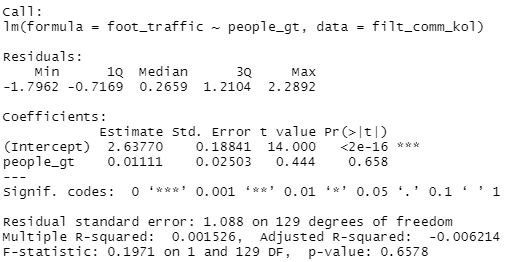 Call:
lm(formula = foot_traffic ~ people_gt, data = filt_comm_kol)
Residuals:
Min 1Q Median 3Q Max
-1.7962 -0.7169 0.2659 1.2104 2.2892
Coefficients:
Estimate Std. Error t value Pr(>|t|)
(Intercept) 2.63770 0.18841 14.000 <2e-16 ***
people_gt 0.01111 0.02503 0.444 0.658
---
Signif. codes: 0 ‘***’ 0.001 ‘**’ 0.01 ‘*’ 0.05 ‘.’ 0.1 ‘ ’ 1
Residual standard error: 1.088 on 129 degrees of freedom
Multiple R-squared: 0.001526, Adjusted R-squared: -0.006214
F-statistic: 0.1971 on 1 and 129 DF, p-value: 0.6578